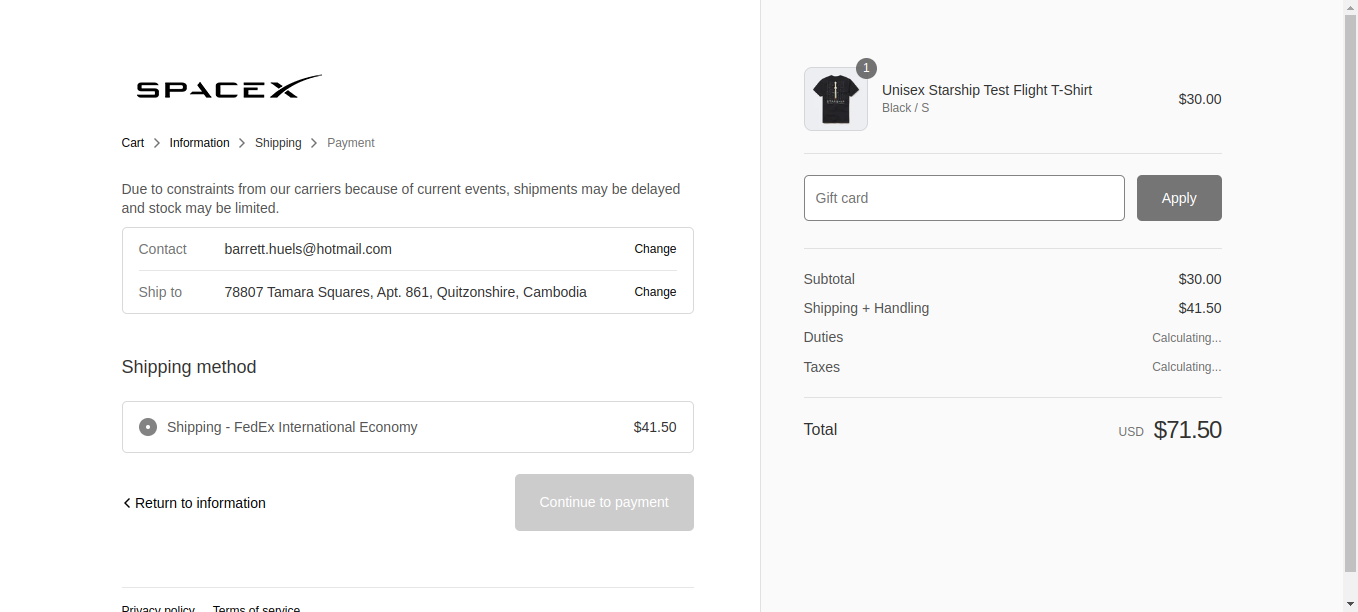 SPACEX
Cart > Information > Shipping > Payment
Due to constraints from our carriers because of current events, shipments may be delayed
and stock may be limited.
Contact barrett.huels@hotmail.com Change
Ship to 78807 Tamara Squares, Apt. 861, Quitzonshire, Cambodia Change
Shipping method
Shipping - FedEx International Economy $41.50
Return to information Continue to payment
Privacy policy Terms of service
1
Unisex Starship Test Flight T-Shirt
Black / S
$30.00
Gift card Apply
Subtotal $30.00
Shipping + Handling $41.50
Duties Calculating...
Taxes Calculating...
Total USD $71.50